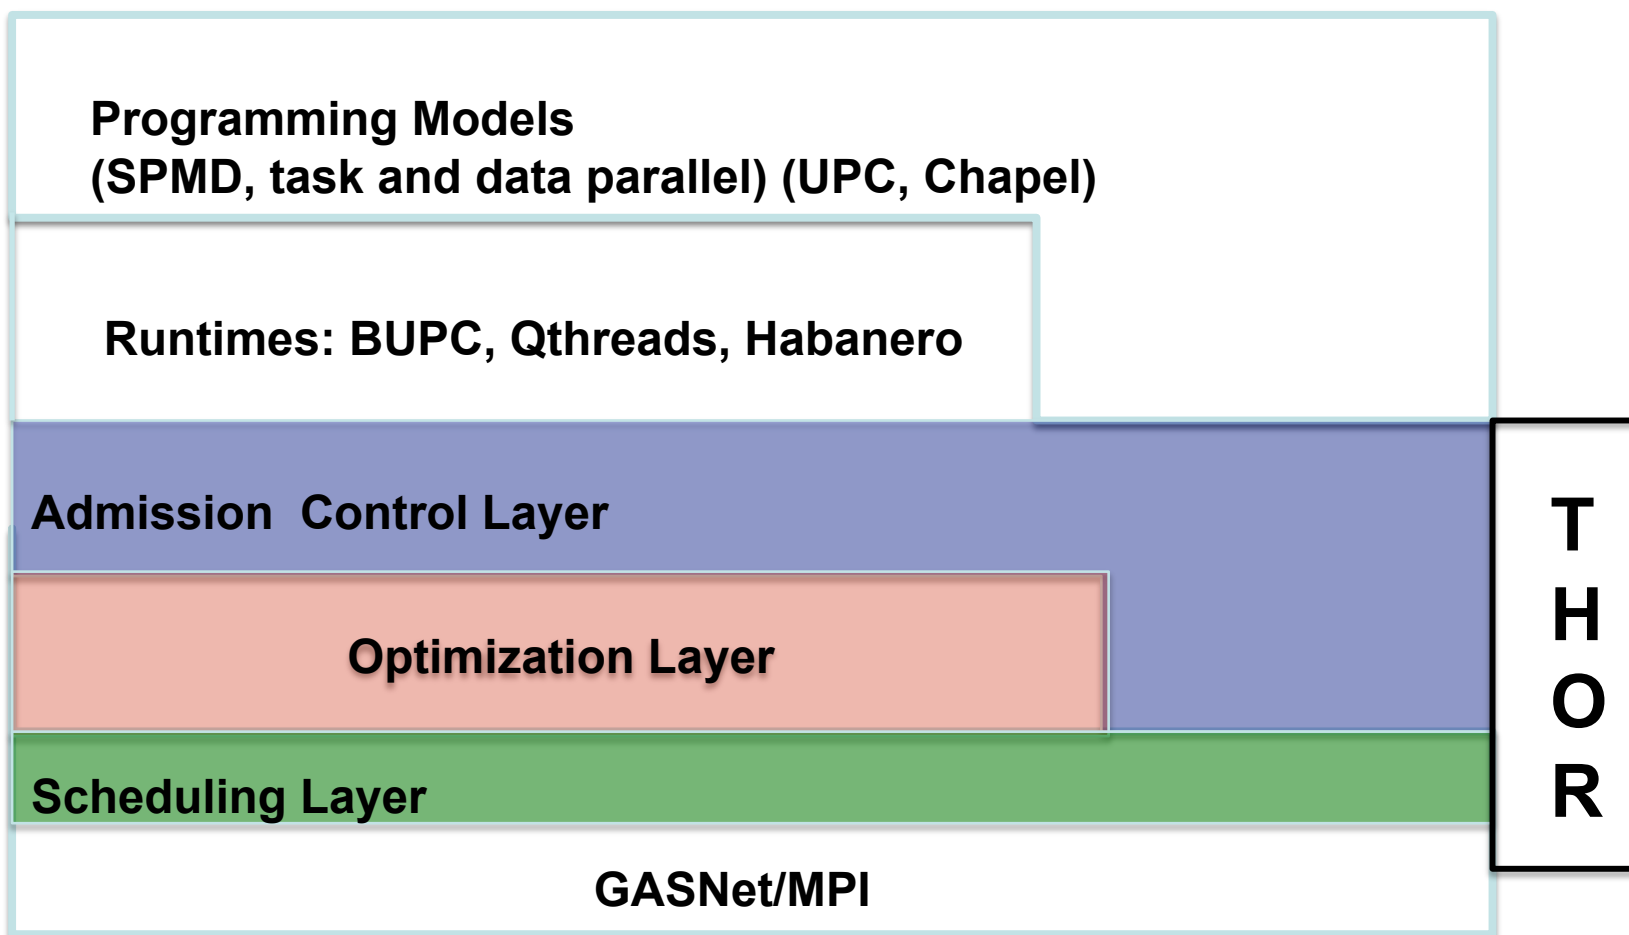 Programming Models
(SPMD, task and data parallel) (UPC, Chapel)
Runtimes: BUPC, Qthreads, Habanero
Admission  Control Layer
Optimization Layer
Scheduling Layer
GASNet/MPI
T
H
O
R